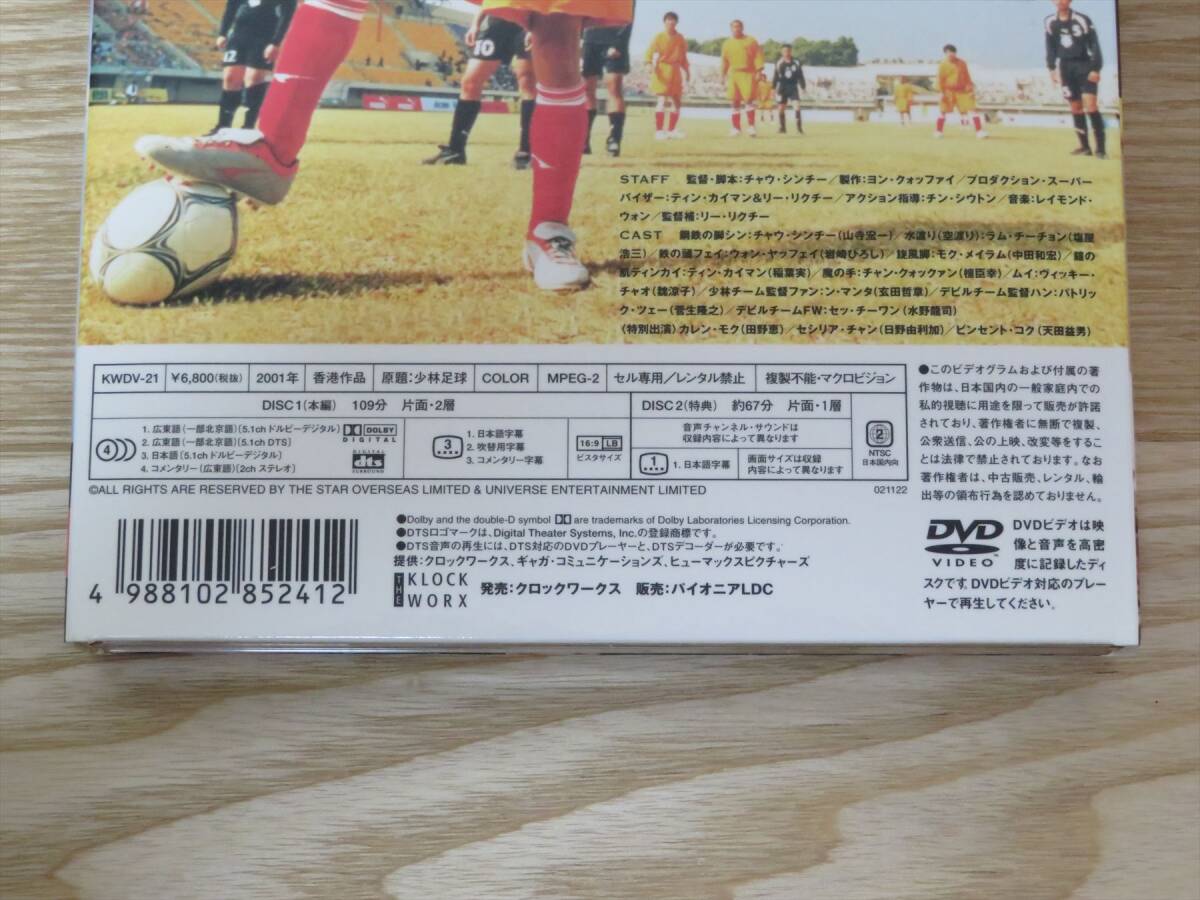 17
10
STAFF 監督・脚本:チャウ・シンチー/製作:ヨン・クォッファイ/プロダクション・スーパー
バイザー:ティン・カイマン&リー・リクチー/アクション指導:チン・シウトン/音楽:レイモンド・
ウォン/監督補:リー・リクチー
CAST 鋼鉄の脚シン:チャウ・シンチー(山寺宏一)/水渡り(空渡り):ラム・チーチョン(塩屋
浩三)/鉄の頭フェイ:ウォン・ヤッフェイ(岩崎ひろし)/旋風脚:モク・メイラム(中田和宏)/鎧の
肌ティンカイ:ティン・カイマン(稲葉実)/魔の手:チャン・クォックァン(檀臣幸)/ムイ:ヴィッキー・
チャオ(魏涼子)/少林チーム監督ファン:ン・マンタ(玄田哲章)/デビルチーム監督ハン:パトリッ
ク・ツェー(菅生隆之)/デビルチームFW:セッ・チーワン(水野龍司)
(特別出演)カレン・モク(田野恵)/セシリア・チャン(日野由利加)/ビンセント・コク(天田益男)
KWDV-21 ¥6,800(税抜) 2001年 香港作品 原題:少林足球 COLOR MPEG-2 セル専用/レンタル禁止 複製不能・マクロビジョン
DISC1(本編) 109分 片面・2層
DISC2(特典) 約67分 片面・1層
4
1. 広東語(一部北京語)[5.1chドルビーデジタル]
2. 広東語(一部北京語)[5.1ch DTS]
3. 日本語[5.1chドルビーデジタル]
4. コメンタリー(広東語)[2ch ステレオ]
DOLBY
DIGITAL
dts
DIGITAL
SURROUND
3
1. 日本語字幕
2. 吹替用字幕
3. コメンタリー字幕
16:9 LB
ビスタサイズ
音声チャンネル・サウンドは
収録内容によって異なります
1
1. 日本語字幕
画面サイズは収録
内容によって異なります
2
NTSC
日本国内向
©ALL RIGHTS ARE RESERVED BY THE STAR OVERSEAS LIMITED & UNIVERSE ENTERTAINMENT LIMITED
021122
●このビデオグラムおよび付属の著
作物は、日本国内の一般家庭内での
私的視聴に用途を限って販売が許諾
されており、著作権者に無断で複製、
公衆送信、公の上映、改変等をするこ
とは法律で禁止されております。なお
著作権者は、中古販売、レンタル、輸
出等の頒布行為を認めておりません。
●Dolby and the double-D symbol are trademarks of Dolby Laboratories Licensing Corporation.
●DTSロゴマークは、Digital Theater Systems, Inc.の登録商標です。
●DTS音声の再生には、DTS対応のDVDプレーヤーと、DTSデコーダーが必要です。
提供:クロックワークス、ギャガ・コミュニケーションズ、ヒューマックスピクチャーズ
THE
KLOCK
WORX
発売:クロックワークス 販売:パイオニアLDC
4 988102 852412
DVD
VIDEO
DVDビデオは映
像と音声を高密
度に記録したディ
スクです。DVDビデオ対応のプレー
ヤーで再生してください。